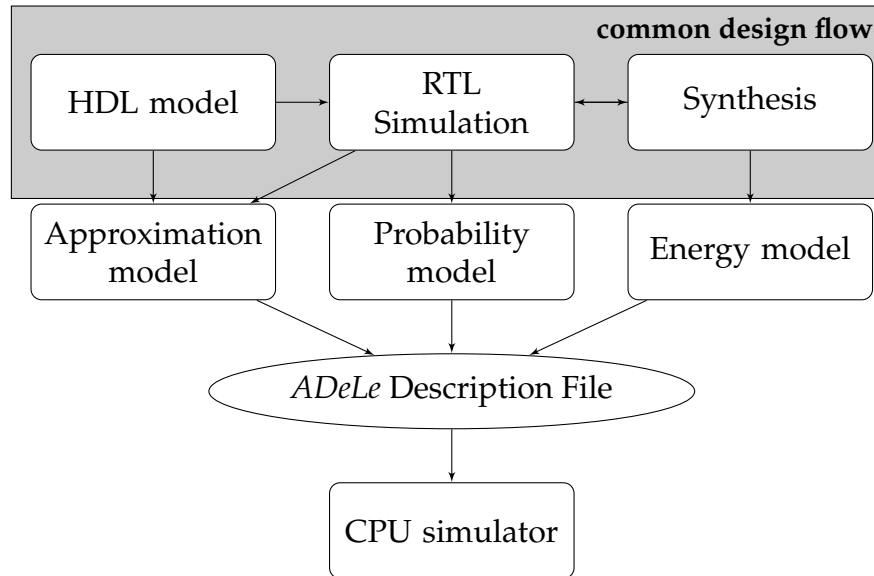 common design flow
HDL model
RTL
Simulation
Synthesis
Approximation
model
Probability
model
Energy model
ADeLe Description File
CPU simulator